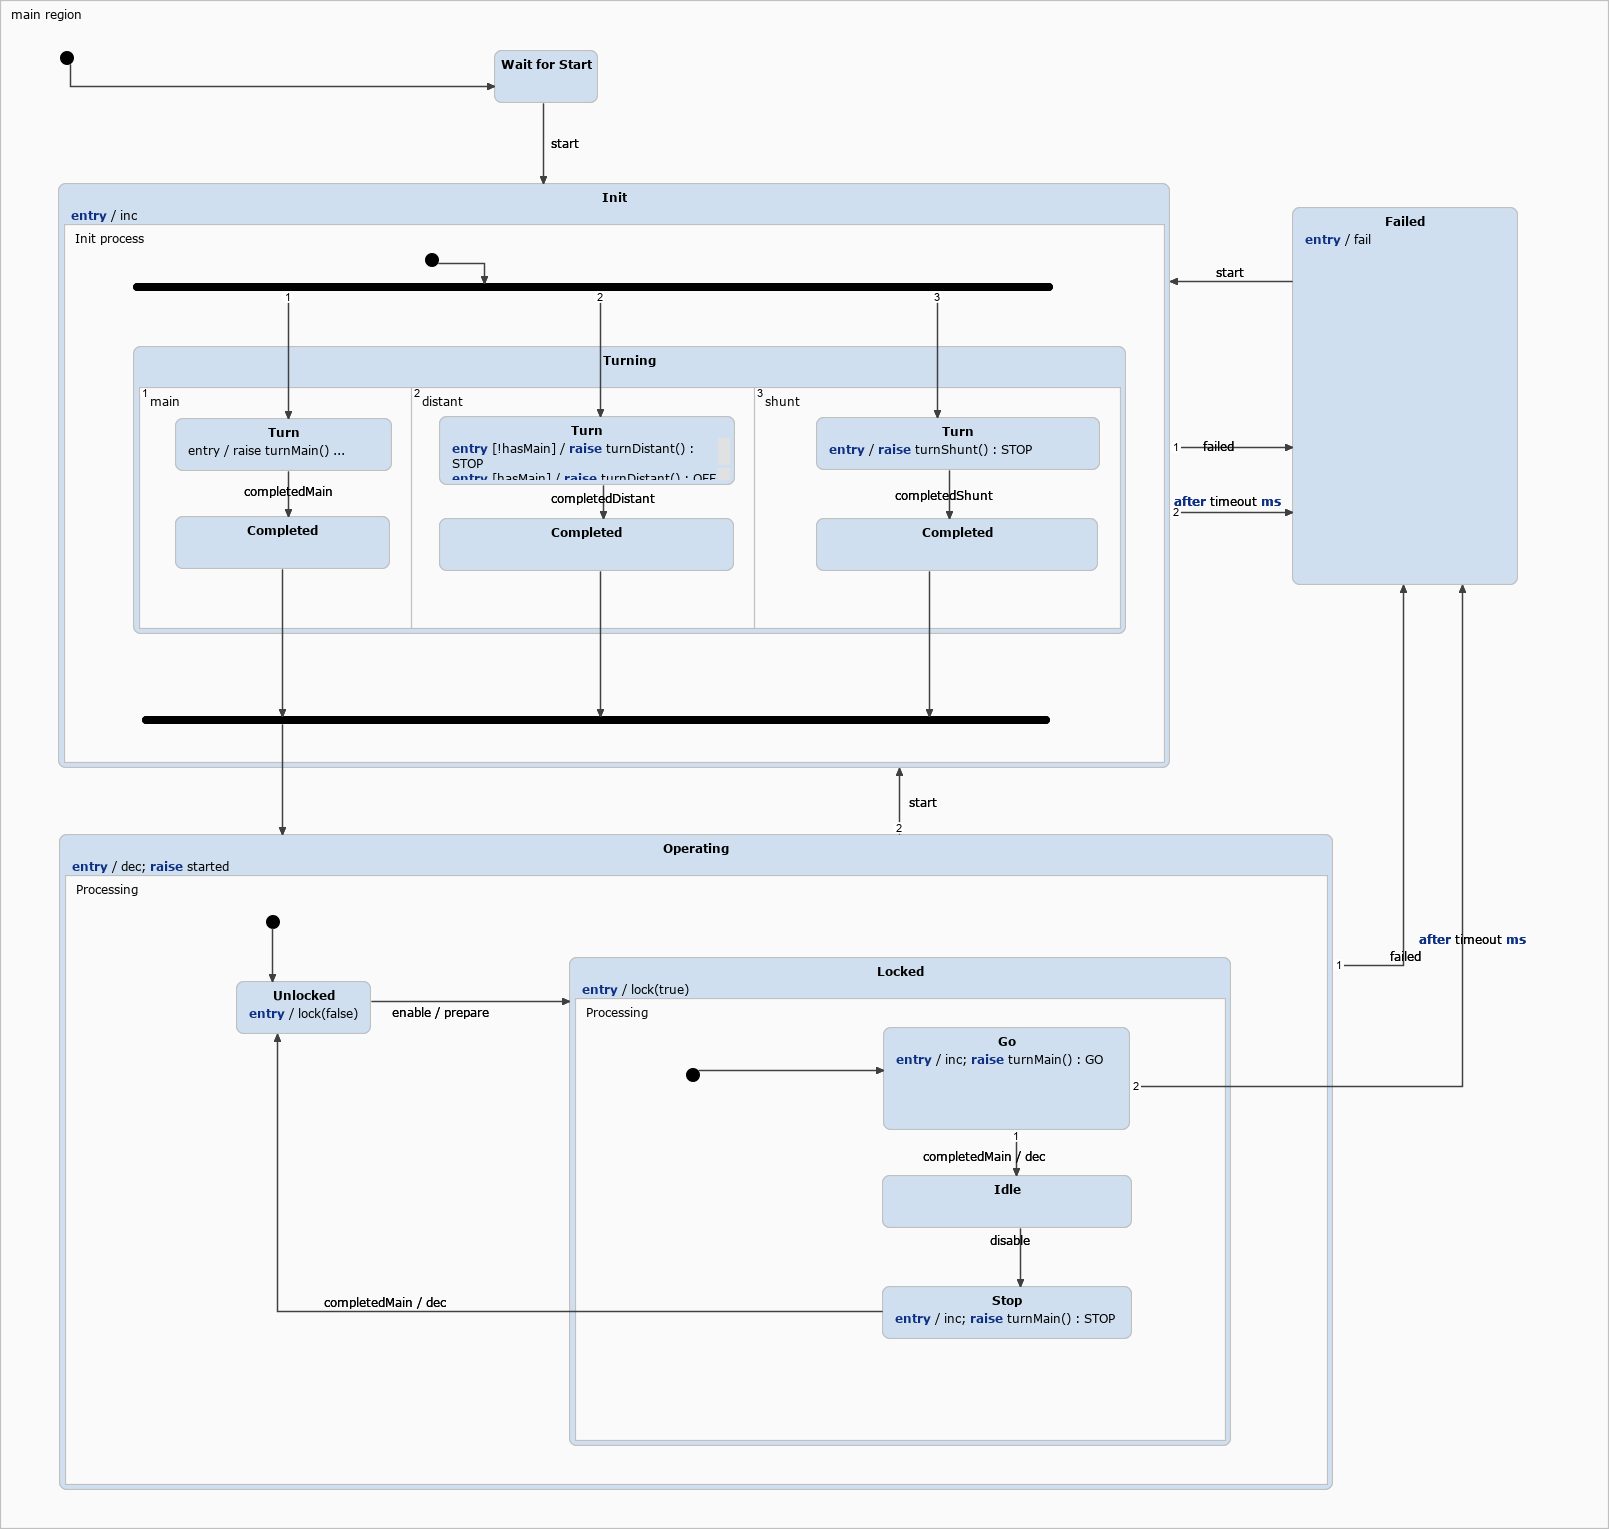 main region
Wait for Start
start
Init
entry / inc
Init process
1
2
3
Turning
1
main
2
distant
3
shunt
Turn
entry / raise turnMain() ...
Turn
entry [!hasMain] / raise turnDistant() :
STOP
entry [hasMain] / raise turnDistant() : OFF
Turn
entry / raise turnShunt() : STOP
completedMain
completedDistant
completedShunt
Completed
Completed
Completed
Failed
entry / fail
start
1
failed
after timeout ms
2
start
2
Operating
entry / dec; raise started
Processing
Unlocked
entry / lock(false)
enable / prepare
Locked
entry / lock(true)
Processing
Go
entry / inc; raise turnMain() : GO
2
1
completedMain / dec
Idle
disable
Stop
entry / inc; raise turnMain() : STOP
completedMain / dec
after timeout ms
failed
1